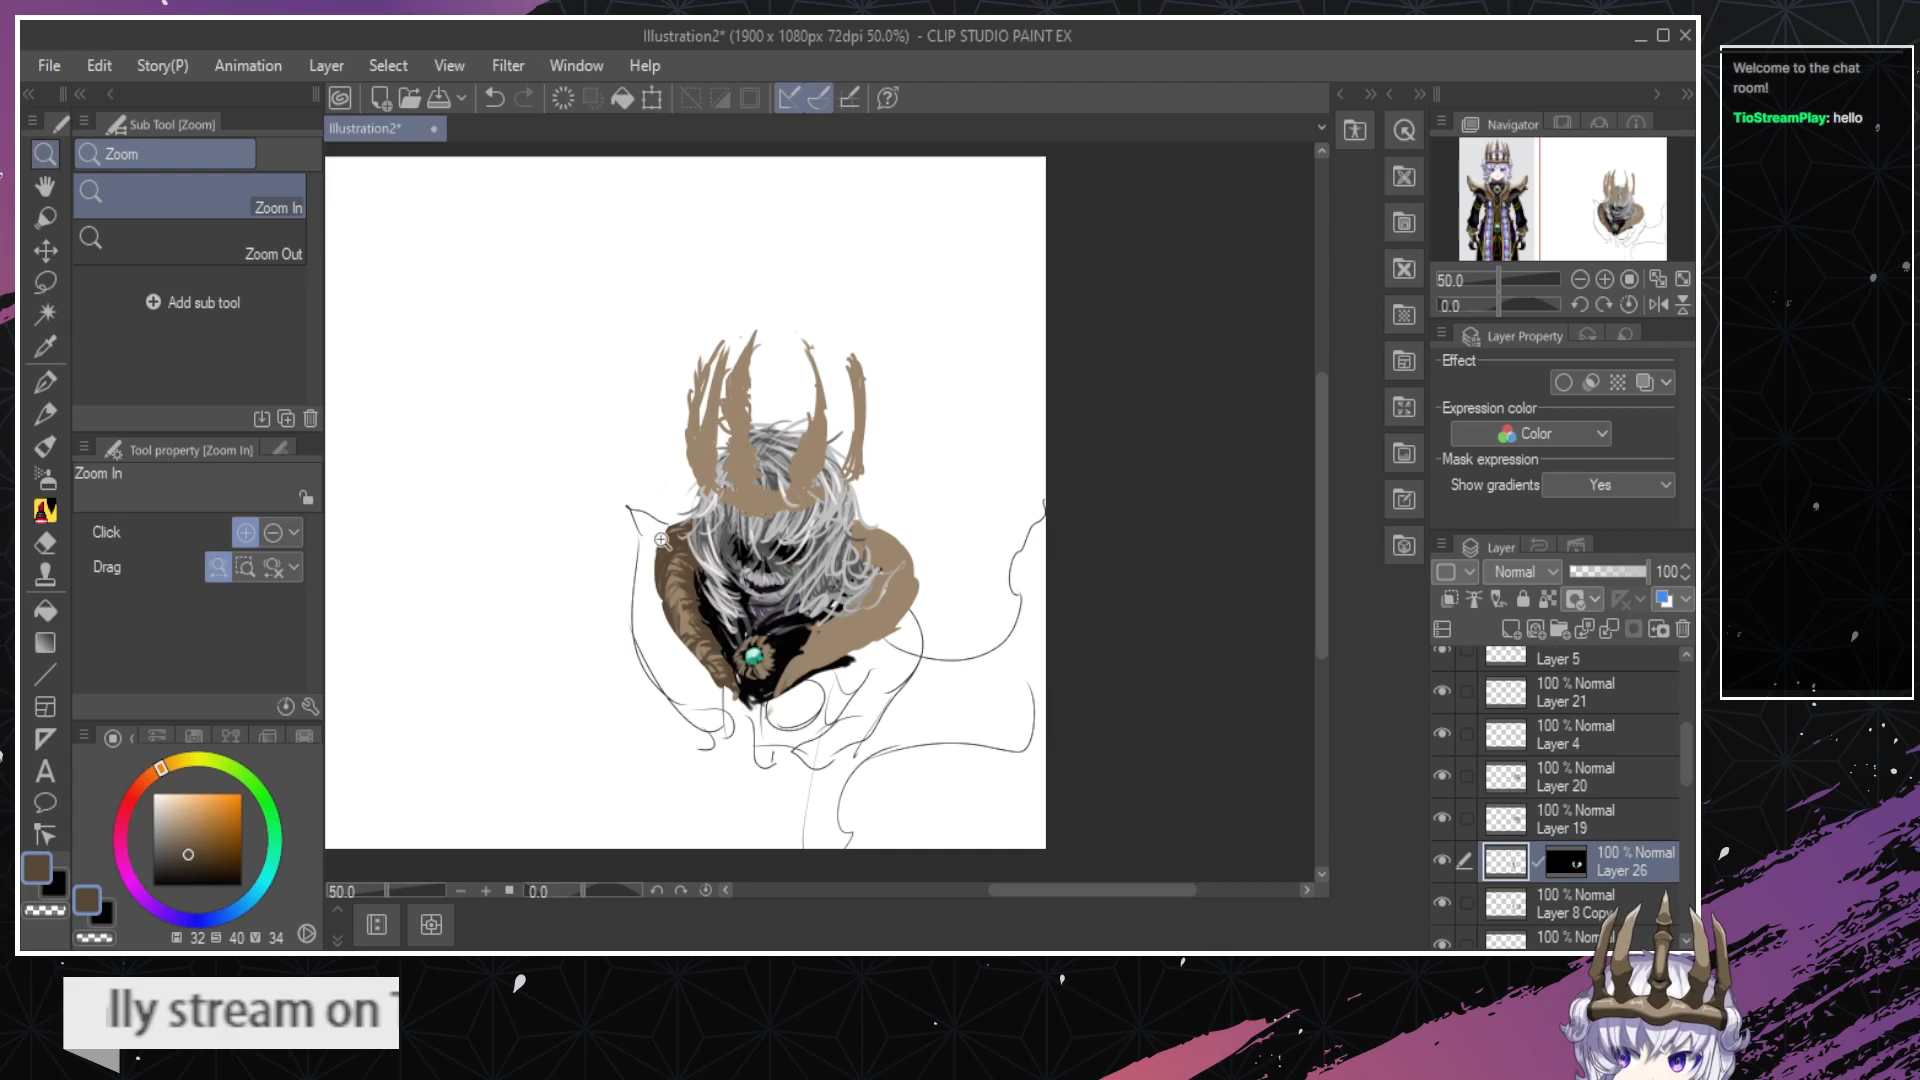 Illustration2* (1900 x 1080px 72dpi 50.0%) - CLIP STUDIO PAINT EX
File Edit Story(P) Animation Layer Select View Filter Window Help
Sub Tool [Zoom]
Zoom
Zoom In
Zoom Out
Add sub tool
Tool property [Zoom In]
Zoom In
Click
Drag
32 40 34
Illustration2*
50.0
0.0
Navigator
50.0
0.0
Layer Property
Effect
Expression color
Color
Mask expression
Show gradients Yes
Layer
Normal 100
Layer 5
100 % Normal
Layer 21
100 % Normal
Layer 4
100 % Normal
Layer 20
100 % Normal
Layer 19
100 % Normal
Layer 26
100 % Normal
Layer 8 Copy
100 %
Welcome to the chat
room!
TioStreamPlay: hello
lly stream on